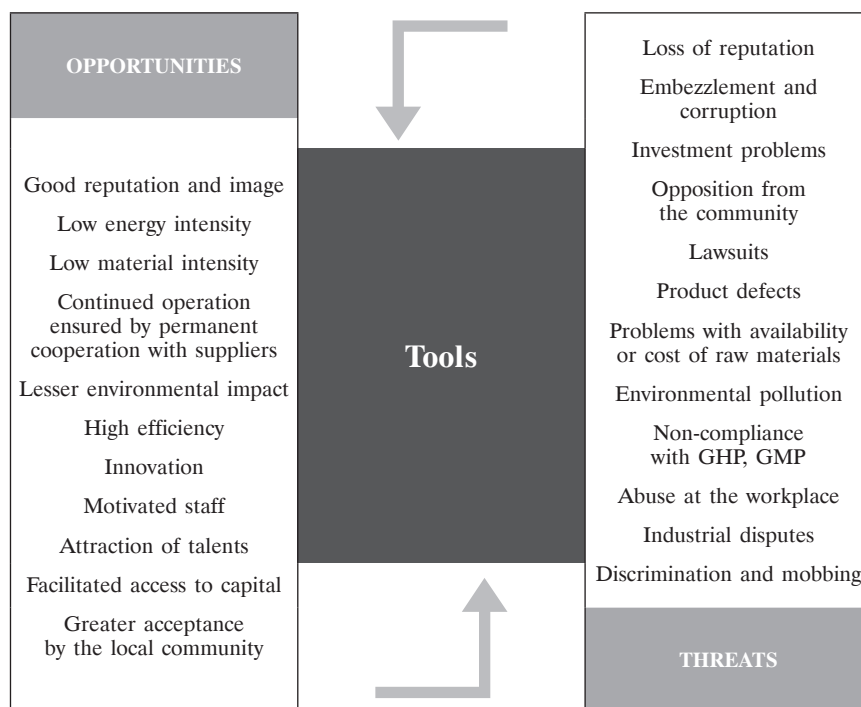 OPPORTUNITIES
Good reputation and image
Low energy intensity
Low material intensity
Continued operation
ensured by permanent
cooperation with suppliers
Lesser environmental impact
High efficiency
Innovation
Motivated staff
Attraction of talents
Facilitated access to capital
Greater acceptance
by the local community
Tools
Loss of reputation
Embezzlement and
corruption
Investment problems
Opposition from
the community
Lawsuits
Product defects
Problems with availability
or cost of raw materials
Environmental pollution
Non-compliance
with GHP, GMP
Abuse at the workplace
Industrial disputes
Discrimination and mobbing
THREATS